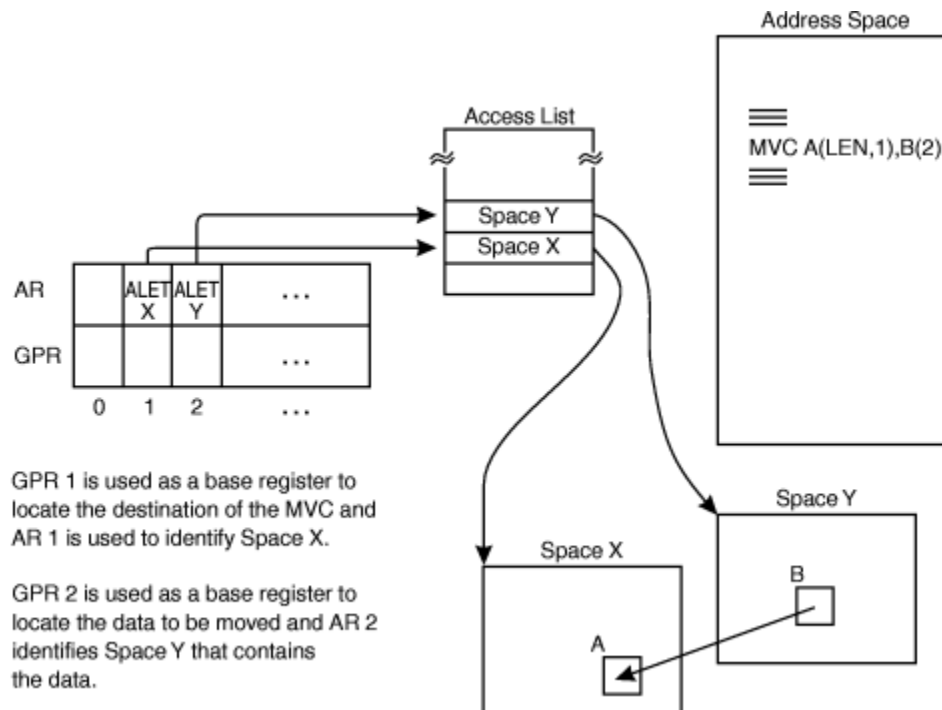 Address Space
MVC A(LEN,1),B(2)
Access List
Space Y
Space X
AR
ALET
X
ALET
Y
...
GPR
...
0
1
2
...
GPR 1 is used as a base register to
locate the destination of the MVC and
AR 1 is used to identify Space X.
GPR 2 is used as a base register to
locate the data to be moved and AR 2
identifies Space Y that contains
the data.
Space X
A
Space Y
B